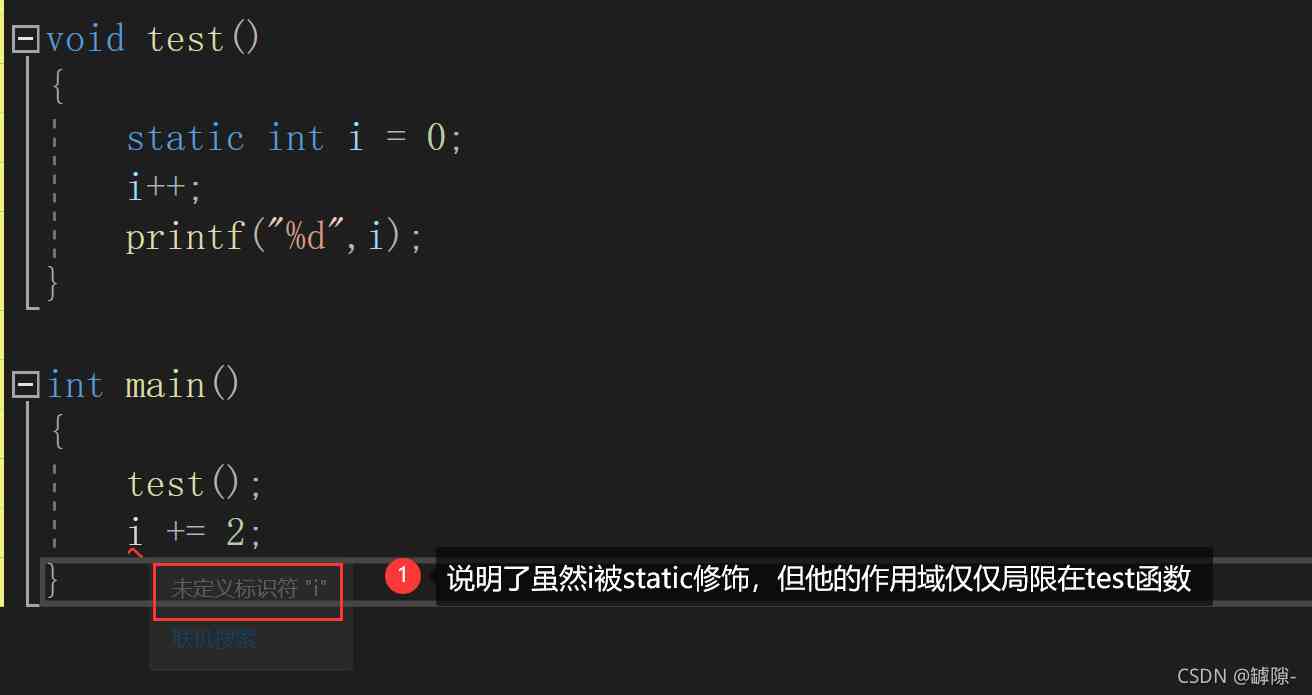 void test()
{
static int i = 0;
i++;
printf("%d",i);
}
int main()
{
test();
i += 2;
}
未定义标识符 "i"
1
说明了虽然i被static修饰，但他的作用域仅仅局限在test函数
联机搜索
CSDN @罅隙-